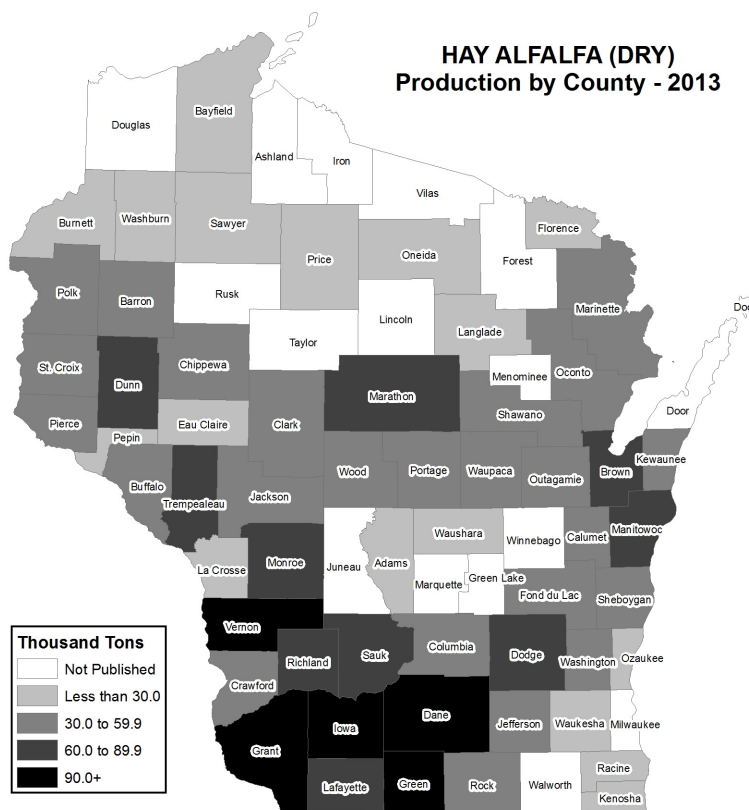 HAY ALFALFA (DRY)
Production by County - 2013
Bayfield
Douglas
Ashland
Iron
Vilas
Burnett
Washburn
Sawyer
Florence
Price
Oneida
Forest
Polk
Barron
Rusk
Marinette
Doo
Lincoln
Langlade
Taylor
St. Croix
Chippewa
Dunn
Menominee
Oconto
Marathon
Door
Shawano
Pierce
Eau Claire
Clark
Pepin
Kewaunee
Wood
Portage
Waupaca
Outagamie
Brown
Buffalo
Trempealeau
Jackson
Manitowoc
Waushara
Winnebago
Calumet
La Crosse
Monroe
Juneau
Adams
Marquette
Green Lake
Fond du Lac
Sheboygan
Vernon
Richland
Sauk
Columbia
Dodge
Washington
Ozaukee
Crawford
Dane
Iowa
Jefferson
Waukesha
Milwaukee
Grant
Lafayette
Green
Rock
Walworth
Racine
Kenosha
Thousand Tons
Not Published
Less than 30.0
30.0 to 59.9
60.0 to 89.9
90.0+